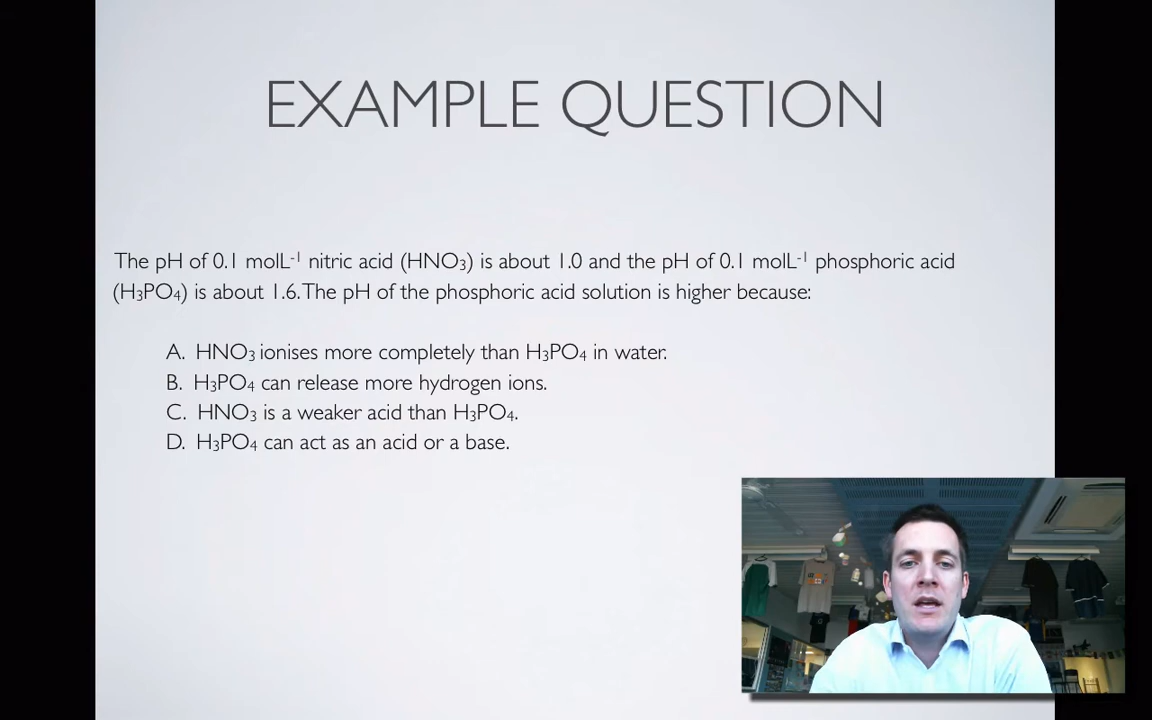 EXAMPLE QUESTION
The pH of 0.1 molL⁻¹ nitric acid (HNO₃) is about 1.0 and the pH of 0.1 molL⁻¹ phosphoric acid
(H₃PO₄) is about 1.6. The pH of the phosphoric acid solution is higher because:
A. HNO₃ ionises more completely than H₃PO₄ in water.
B. H₃PO₄ can release more hydrogen ions.
C. HNO₃ is a weaker acid than H₃PO₄.
D. H₃PO₄ can act as an acid or a base.